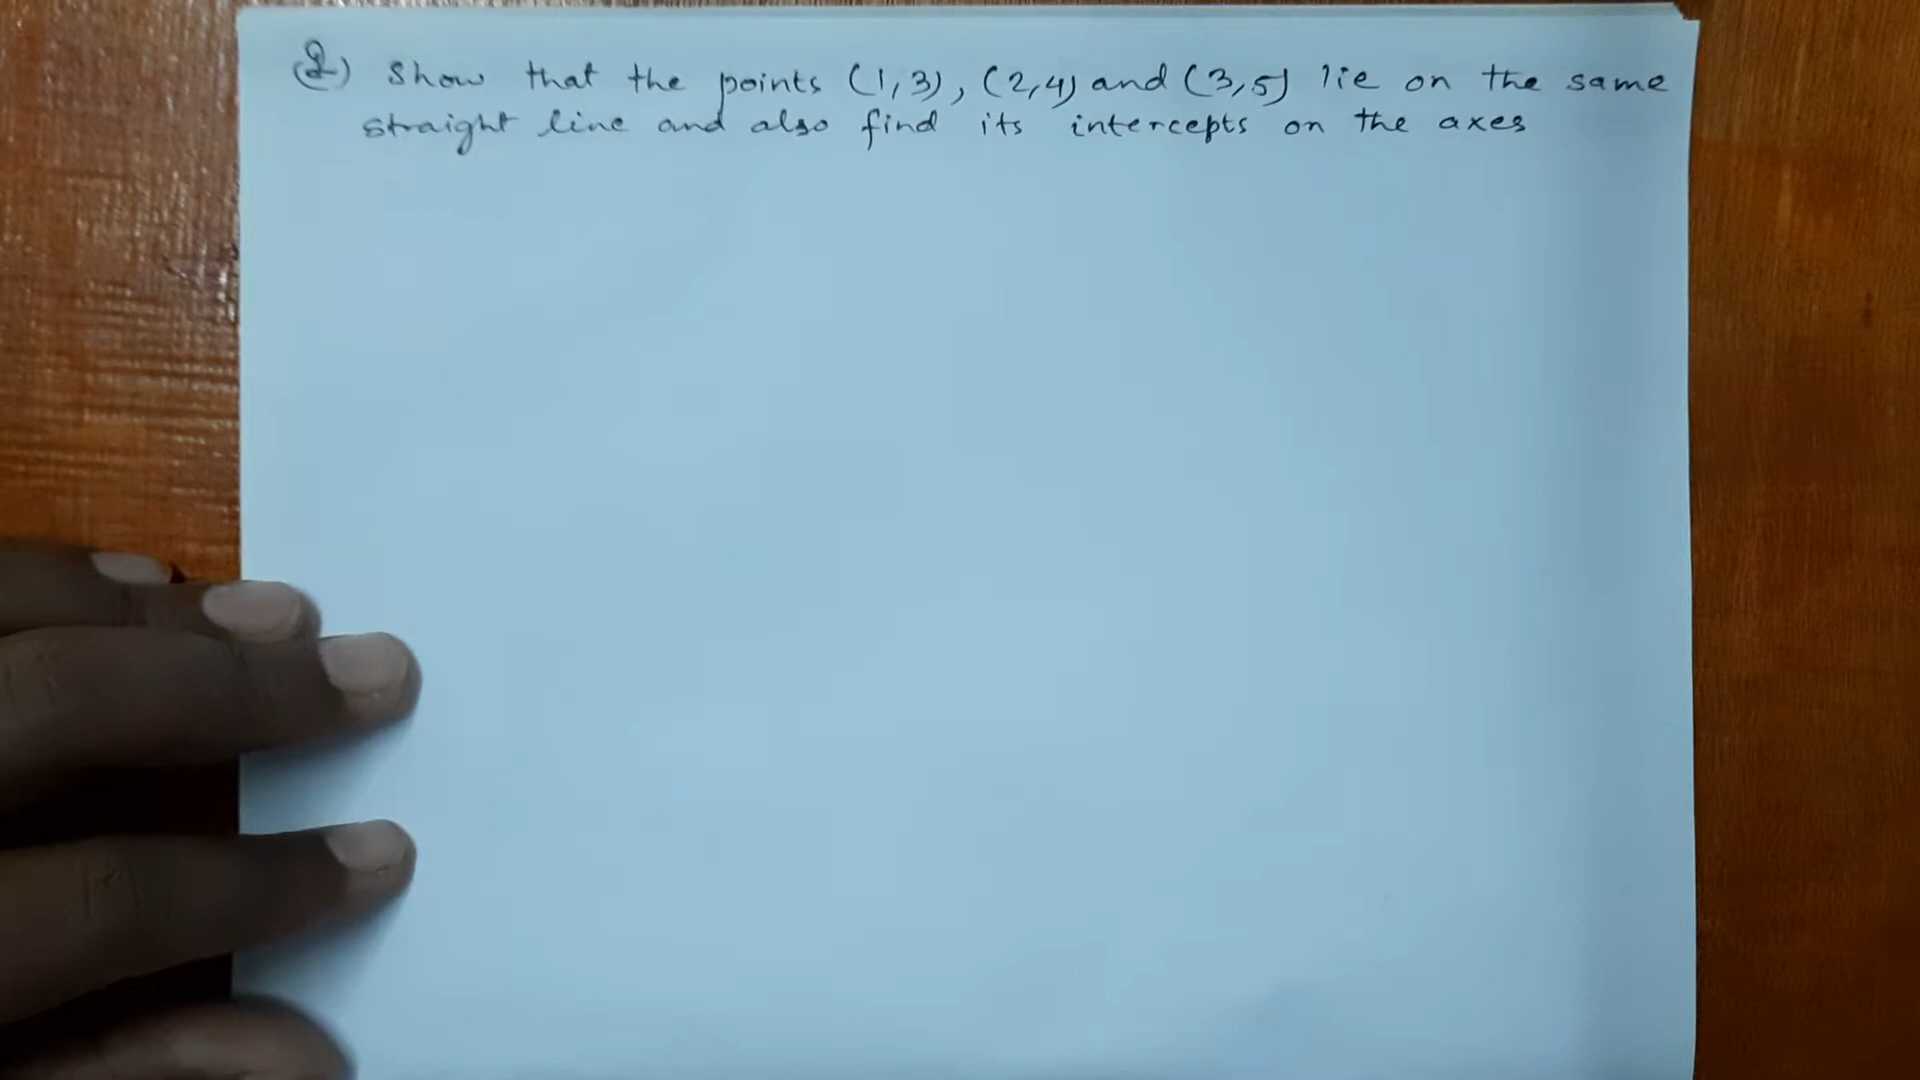 Q) Show that the points (1,3), (2,4) and (3,5) lie on the same
straight line and also find its intercepts on the axes